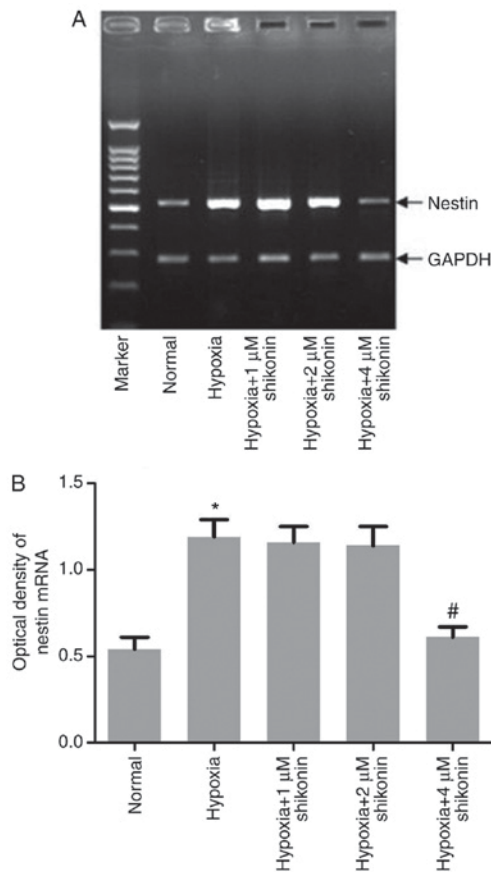 A
Nestin
GAPDH
Marker
Normal
Hypoxia
Hypoxia+1 μM
shikonin
Hypoxia+2 μM
shikonin
Hypoxia+4 μM
shikonin
B
Optical density of
nestin mRNA
1.5
1.0
0.5
0.0
*
#
Normal
Hypoxia
Hypoxia+1 μM
shikonin
Hypoxia+2 μM
shikonin
Hypoxia+4 μM
shikonin